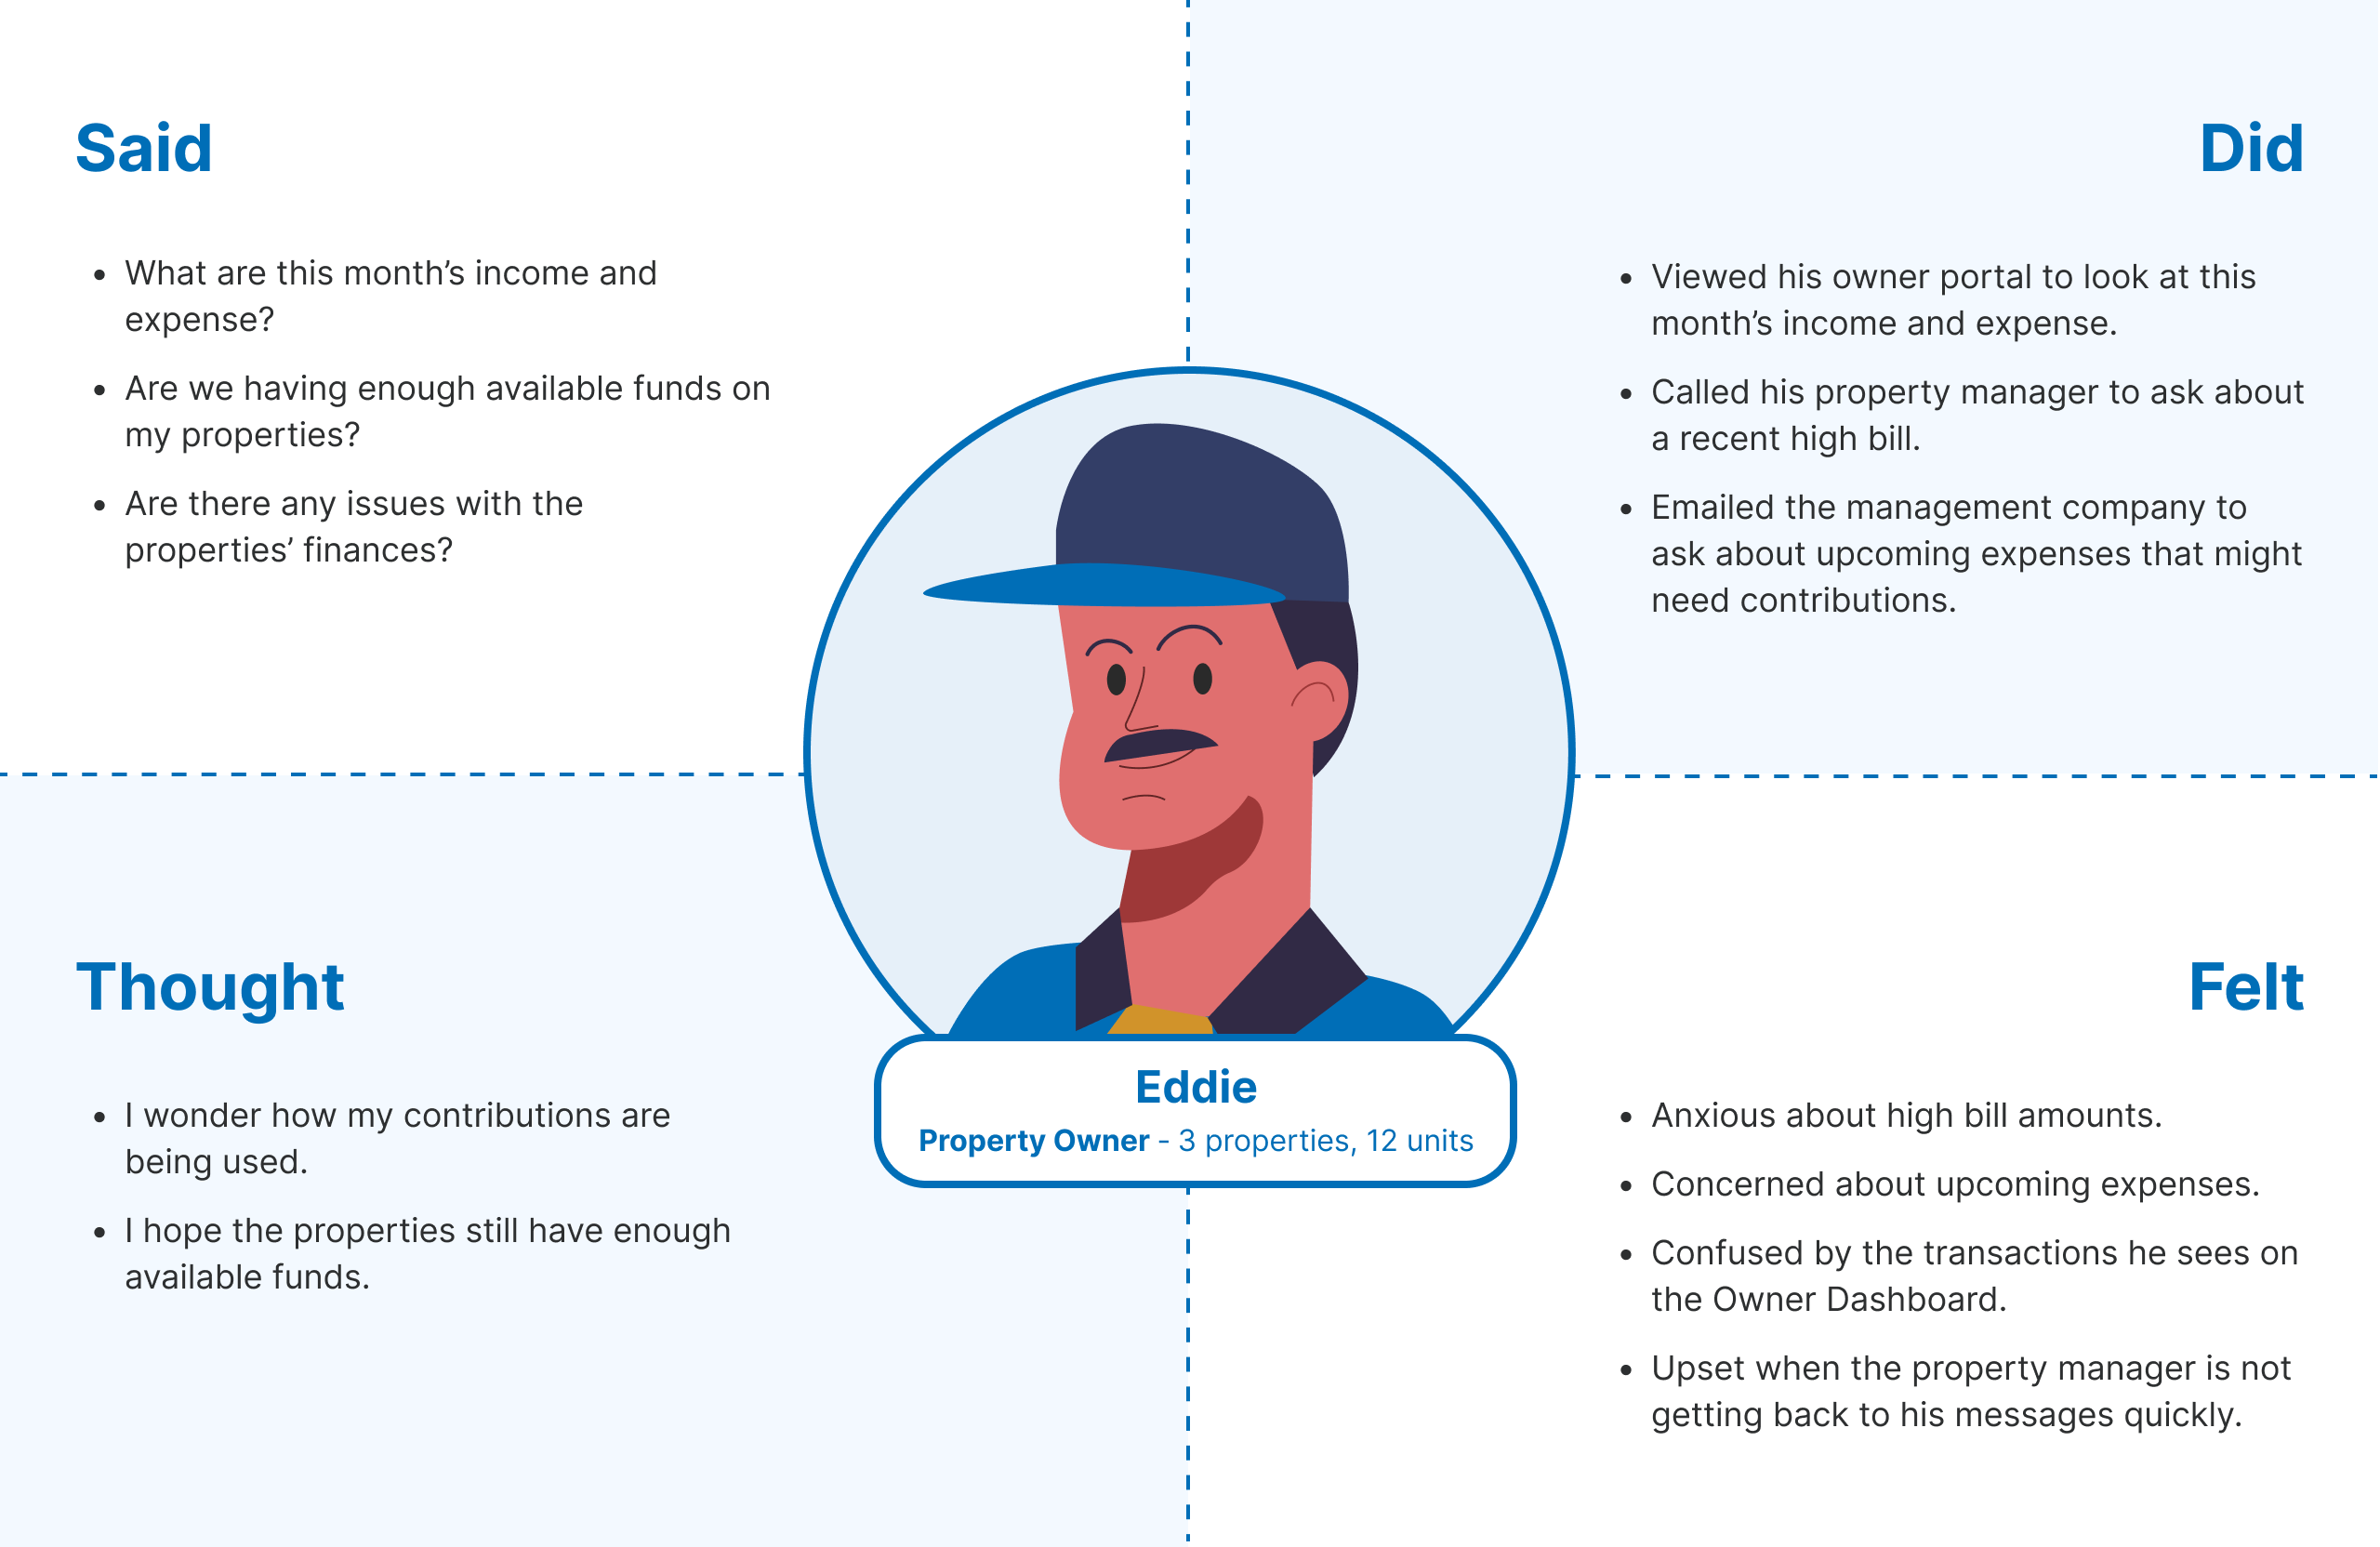 Said
• What are this month’s income and
expense?
• Are we having enough available funds on
my properties?
• Are there any issues with the
properties’ finances?
Did
• Viewed his owner portal to look at this
month’s income and expense.
• Called his property manager to ask about
a recent high bill.
• Emailed the management company to
ask about upcoming expenses that might
need contributions.
Eddie
Property Owner - 3 properties, 12 units
Thought
• I wonder how my contributions are
being used.
• I hope the properties still have enough
available funds.
Felt
• Anxious about high bill amounts.
• Concerned about upcoming expenses.
• Confused by the transactions he sees on
the Owner Dashboard.
• Upset when the property manager is not
getting back to his messages quickly.